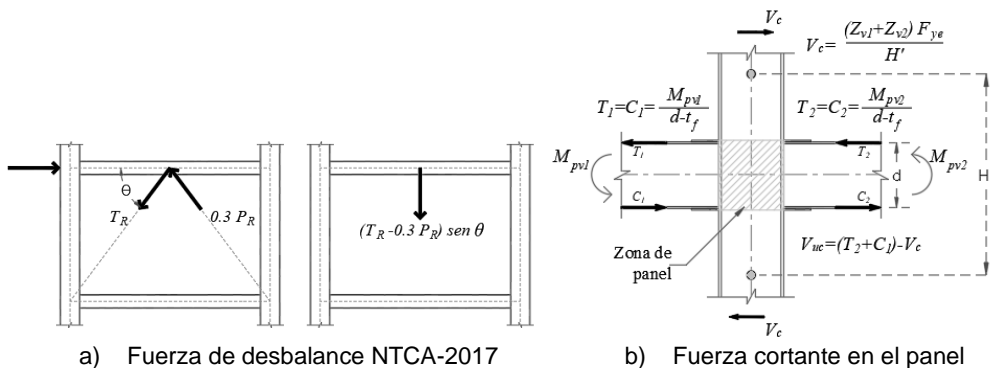 θ
T_R
0.3 P_R
(T_R -0.3 P_R) sen θ
a) Fuerza de desbalance NTCA-2017
V_c
V_c= (Z_v1+Z_v2) F_ye / H'
T_1=C_1= M_pv1 / d-t_f
T_2=C_2= M_pv2 / d-t_f
T_1
T_2
M_pv1
d
M_pv2
H
C_1
C_2
Zona de
panel
V_uc=(T_2+C_1)-V_c
V_c
b) Fuerza cortante en el panel